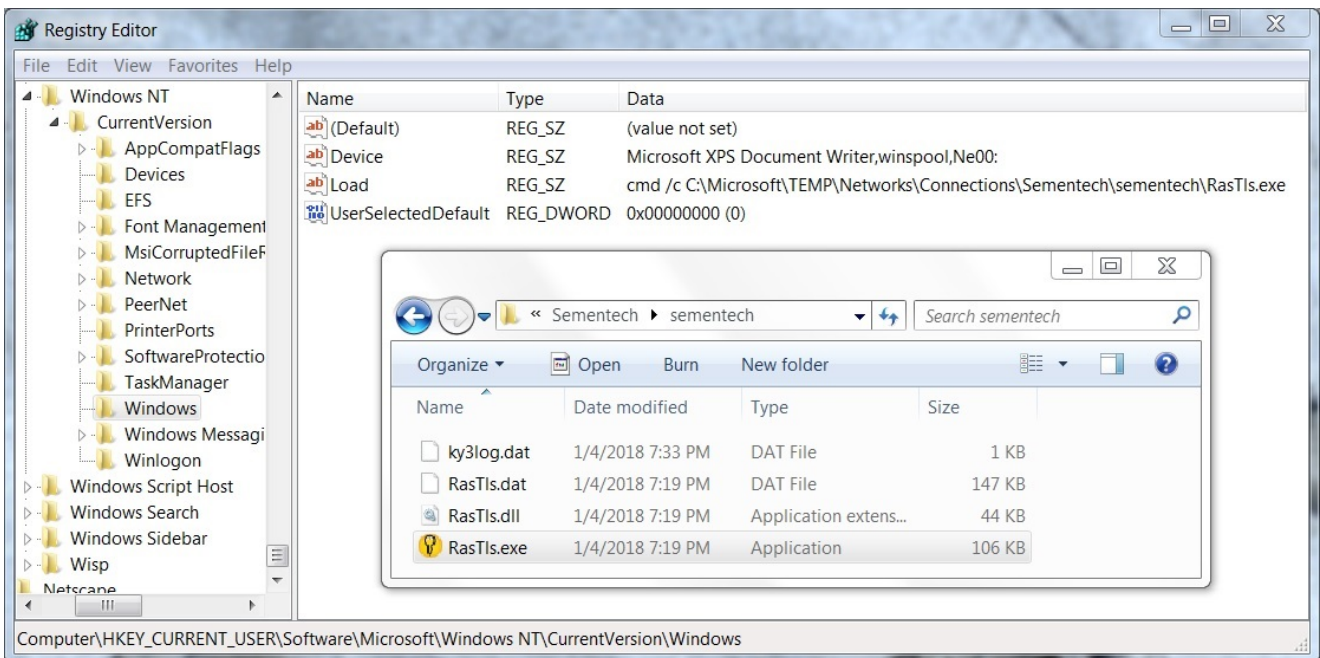 Registry Editor
File Edit View Favorites Help
Windows NT
CurrentVersion
AppCompatFlags
Devices
EFS
Font Management
MsiCorruptedFileR
Network
PeerNet
PrinterPorts
SoftwareProtectio
TaskManager
Windows
Windows Messagi
Winlogon
Windows Script Host
Windows Search
Windows Sidebar
Wisp
Netscape
Name Type Data
(Default) REG_SZ (value not set)
Device REG_SZ Microsoft XPS Document Writer,winspool,Ne00:
Load REG_SZ cmd /c C:\Microsoft\TEMP\Networks\Connections\Sementech\sementech\RasTls.exe
UserSelectedDefault REG_DWORD 0x00000000 (0)
« Sementech sementech Search sementech
Organize Open Burn New folder
Name Date modified Type Size
ky3log.dat 1/4/2018 7:33 PM DAT File 1 KB
RasTls.dat 1/4/2018 7:19 PM DAT File 147 KB
RasTls.dll 1/4/2018 7:19 PM Application extens... 44 KB
RasTls.exe 1/4/2018 7:19 PM Application 106 KB
Computer\HKEY_CURRENT_USER\Software\Microsoft\Windows NT\CurrentVersion\Windows